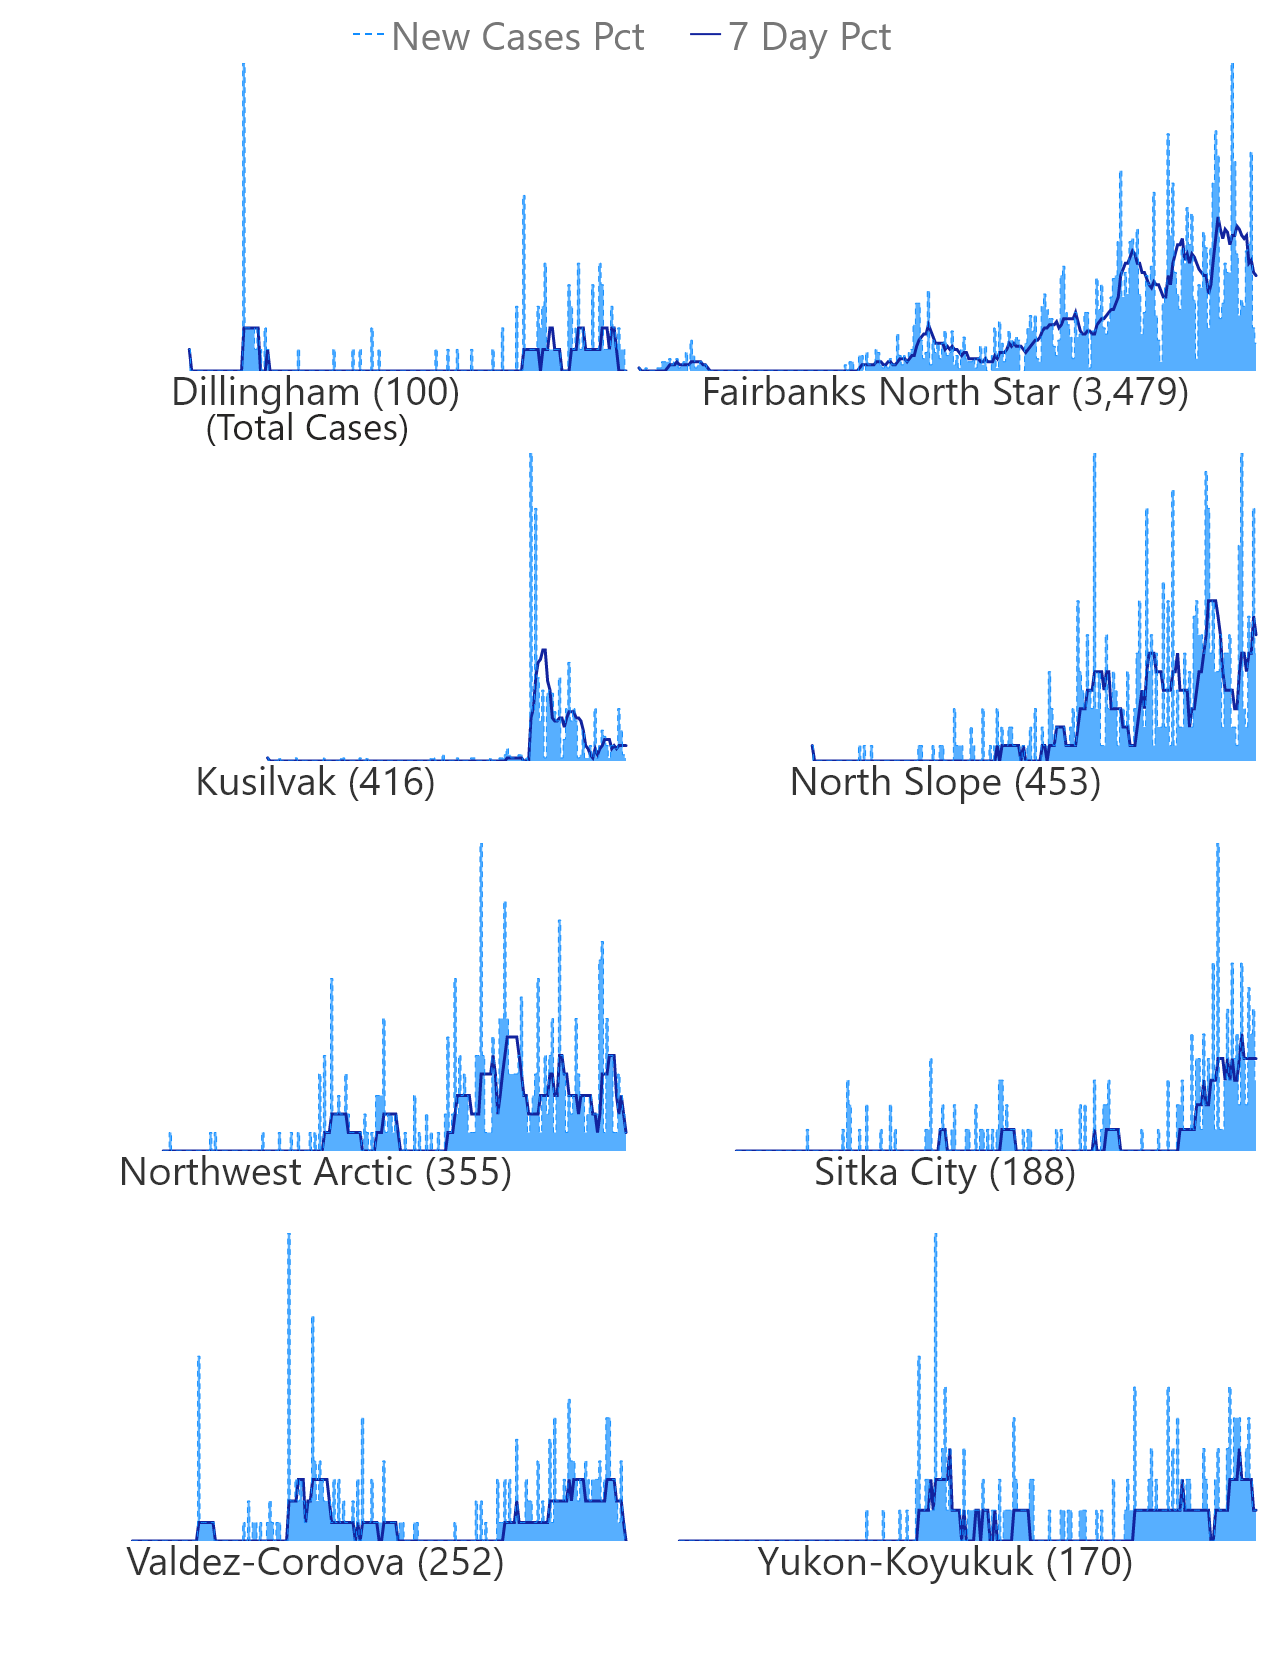 New Cases Pct 7 Day Pct
Dillingham (100) Fairbanks North Star (3,479)
(Total Cases)
Kusilvak (416) North Slope (453)
Northwest Arctic (355) Sitka City (188)
Valdez-Cordova (252) Yukon-Koyukuk (170)